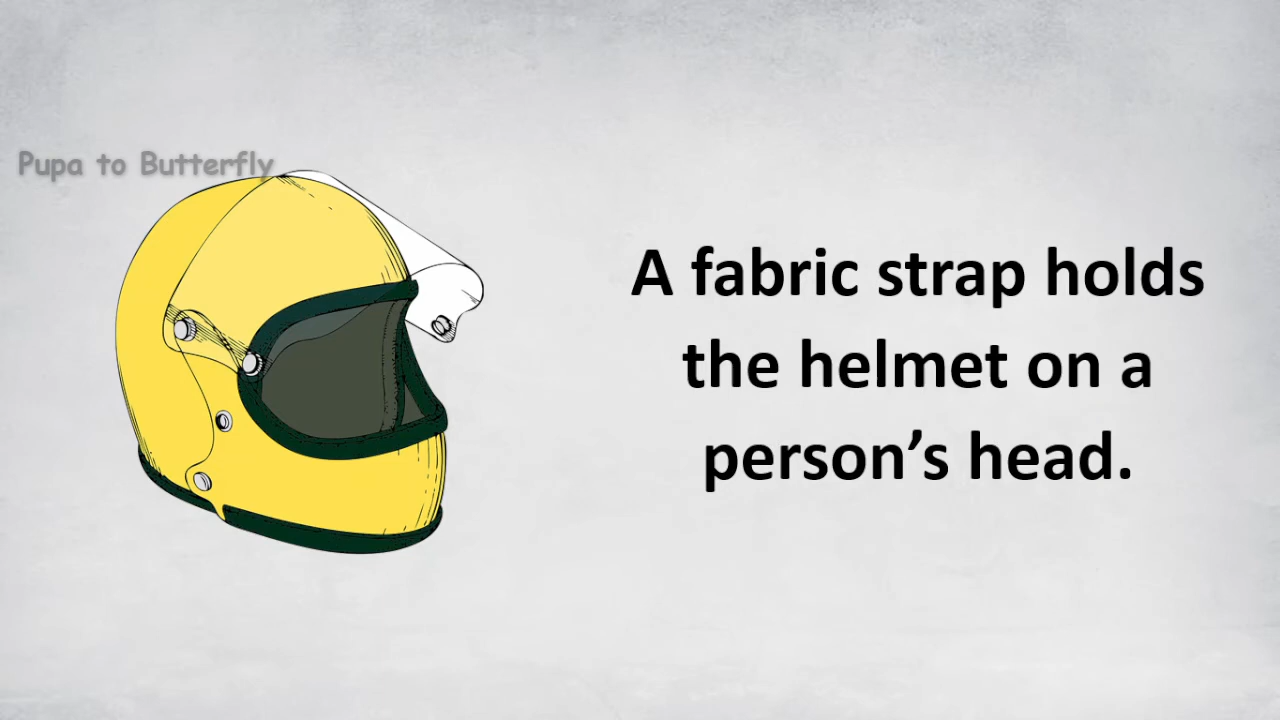 Pupa to Butterfly
A fabric strap holds
the helmet on a
person’s head.